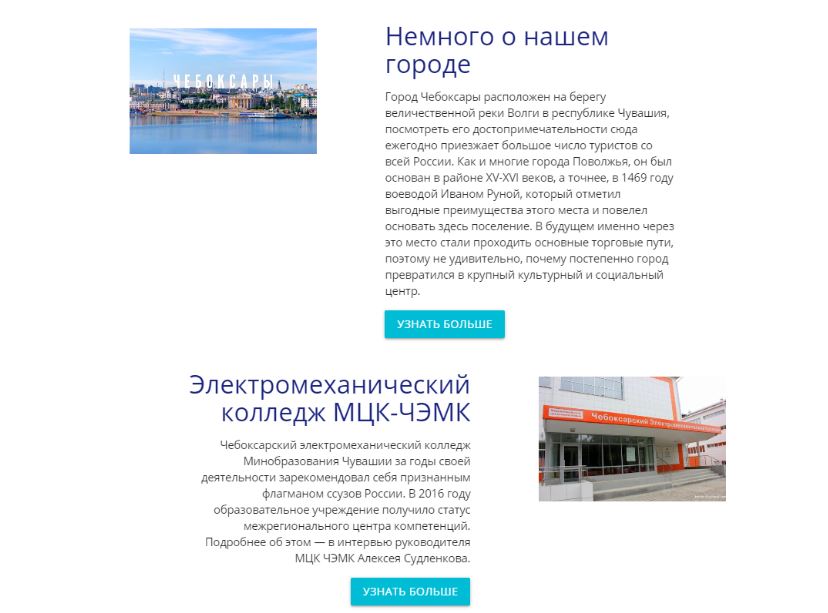 ЧЕБОКСАРЫ
Немного о нашем
городе
Город Чебоксары расположен на берегу
величественной реки Волги в республике Чувашия,
посмотреть его достопримечательности сюда
ежегодно приезжает большое число туристов со
всей России. Как и многие города Поволжья, он был
основан в районе XV-XVI веков, а точнее, в 1469 году
воеводой Иваном Руной, который отметил
выгодные преимущества этого места и повелел
основать здесь поселение. В будущем именно через
это место стали проходить основные торговые пути,
поэтому не удивительно, почему постепенно город
превратился в крупный культурный и социальный
центр.
УЗНАТЬ БОЛЬШЕ
Электромеханический
колледж МЦК-ЧЭМК
Чебоксарский электромеханический колледж
Минобразования Чувашии за годы своей
деятельности зарекомендовал себя признанным
флагманом ссузов России. В 2016 году
образовательное учреждение получило статус
межрегионального центра компетенций.
Подробнее об этом — в интервью руководителя
МЦК ЧЭМК Алексея Судленкова.
УЗНАТЬ БОЛЬШЕ
Чебоксарский